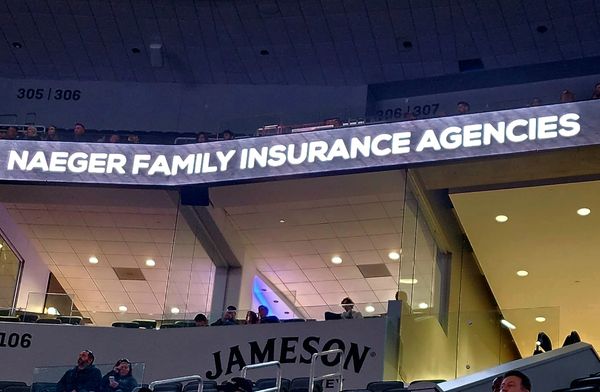 305 | 306
306 | 307
NAEGER FAMILY INSURANCE AGENCIES
106
JAMESON